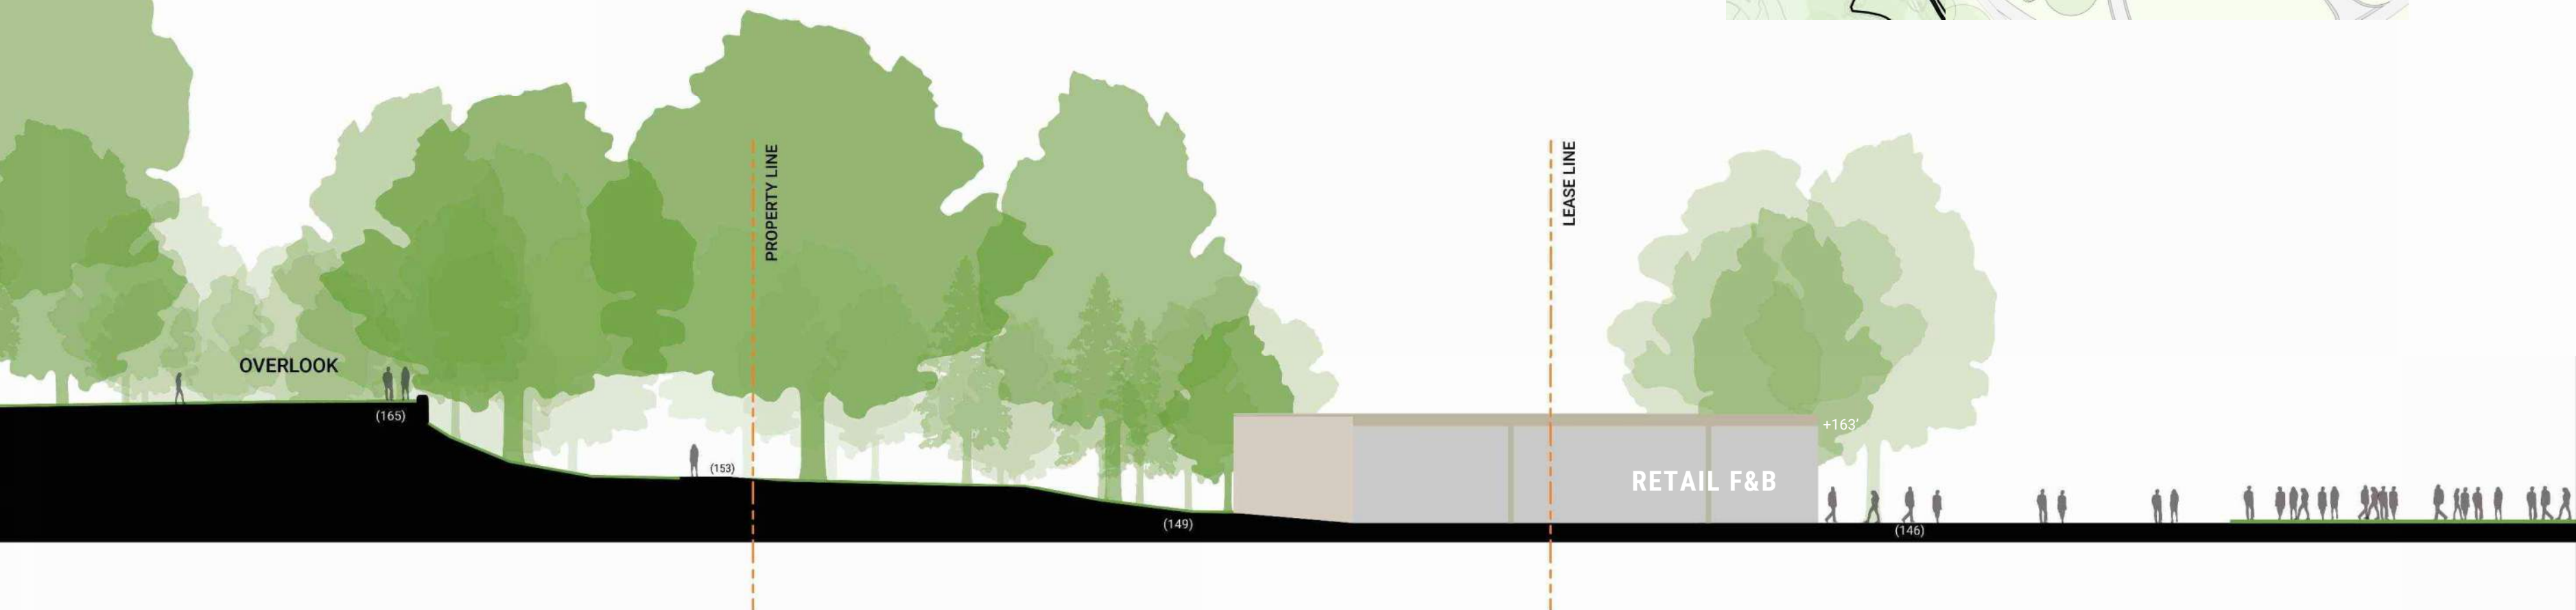 PROPERTY LINE
LEASE LINE
OVERLOOK
(165)
(153)
(149)
+163'
RETAIL F&B
(146)